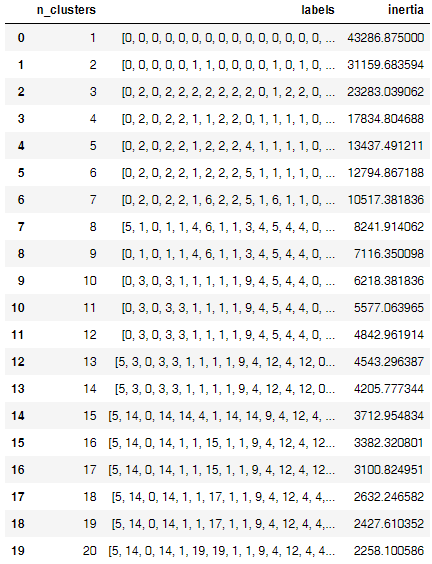 n_clusters labels inertia
0 1 [0, 0, 0, 0, 0, 0, 0, 0, 0, 0, 0, 0, 0, 0, 0, ... 43286.875000
1 2 [0, 0, 0, 0, 0, 1, 1, 0, 0, 0, 0, 1, 0, 1, 0, ... 31159.683594
2 3 [0, 2, 0, 2, 2, 2, 2, 2, 2, 2, 0, 1, 2, 2, 0, ... 23283.039062
3 4 [0, 2, 0, 2, 2, 1, 1, 2, 2, 0, 1, 1, 1, 1, 0, ... 17834.804688
4 5 [0, 2, 0, 2, 2, 1, 2, 2, 2, 4, 1, 1, 1, 1, 0, ... 13437.491211
5 6 [0, 2, 0, 2, 2, 1, 2, 2, 2, 5, 1, 1, 1, 1, 0, ... 12794.867188
6 7 [0, 2, 0, 2, 2, 1, 6, 2, 2, 5, 1, 6, 1, 1, 0, ... 10517.381836
7 8 [5, 1, 0, 1, 1, 4, 6, 1, 1, 3, 4, 5, 4, 4, 0, ... 8241.914062
8 9 [0, 1, 0, 1, 1, 4, 6, 1, 1, 3, 4, 5, 4, 4, 0, ... 7116.350098
9 10 [0, 3, 0, 3, 1, 1, 1, 1, 1, 9, 4, 5, 4, 4, 0, ... 6218.381836
10 11 [0, 3, 0, 3, 3, 1, 1, 1, 1, 9, 4, 5, 4, 4, 0, ... 5577.063965
11 12 [0, 3, 0, 3, 3, 1, 1, 1, 1, 9, 4, 5, 4, 4, 0, ... 4842.961914
12 13 [5, 3, 0, 3, 3, 1, 1, 1, 1, 9, 4, 12, 4, 12, 0... 4543.296387
13 14 [5, 3, 0, 3, 3, 1, 1, 1, 1, 9, 4, 12, 4, 12, 0... 4205.777344
14 15 [5, 14, 0, 14, 14, 4, 1, 14, 14, 9, 4, 12, 4, ... 3712.954834
15 16 [5, 14, 0, 14, 1, 1, 15, 1, 1, 9, 4, 12, 4, 12... 3382.320801
16 17 [5, 14, 0, 14, 1, 1, 15, 1, 1, 9, 4, 12, 4, 12... 3100.824951
17 18 [5, 14, 0, 14, 1, 1, 17, 1, 1, 9, 4, 12, 4, 4,... 2632.246582
18 19 [5, 14, 0, 14, 1, 1, 17, 1, 1, 9, 4, 12, 4, 4,... 2427.610352
19 20 [5, 14, 0, 14, 1, 19, 19, 1, 1, 9, 4, 12, 4, 4... 2258.100586